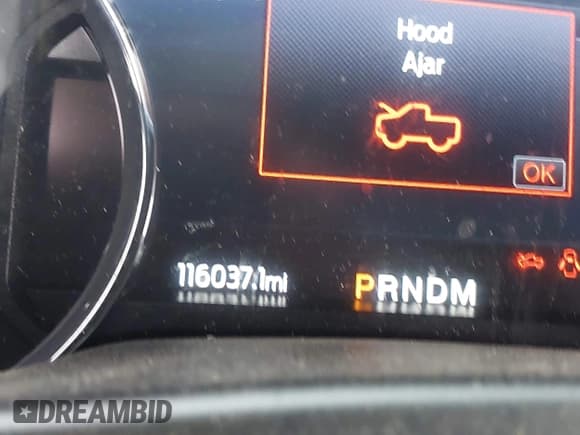 Hood
Ajar
OK
116037.1mi
PRNDM
DREAMBID